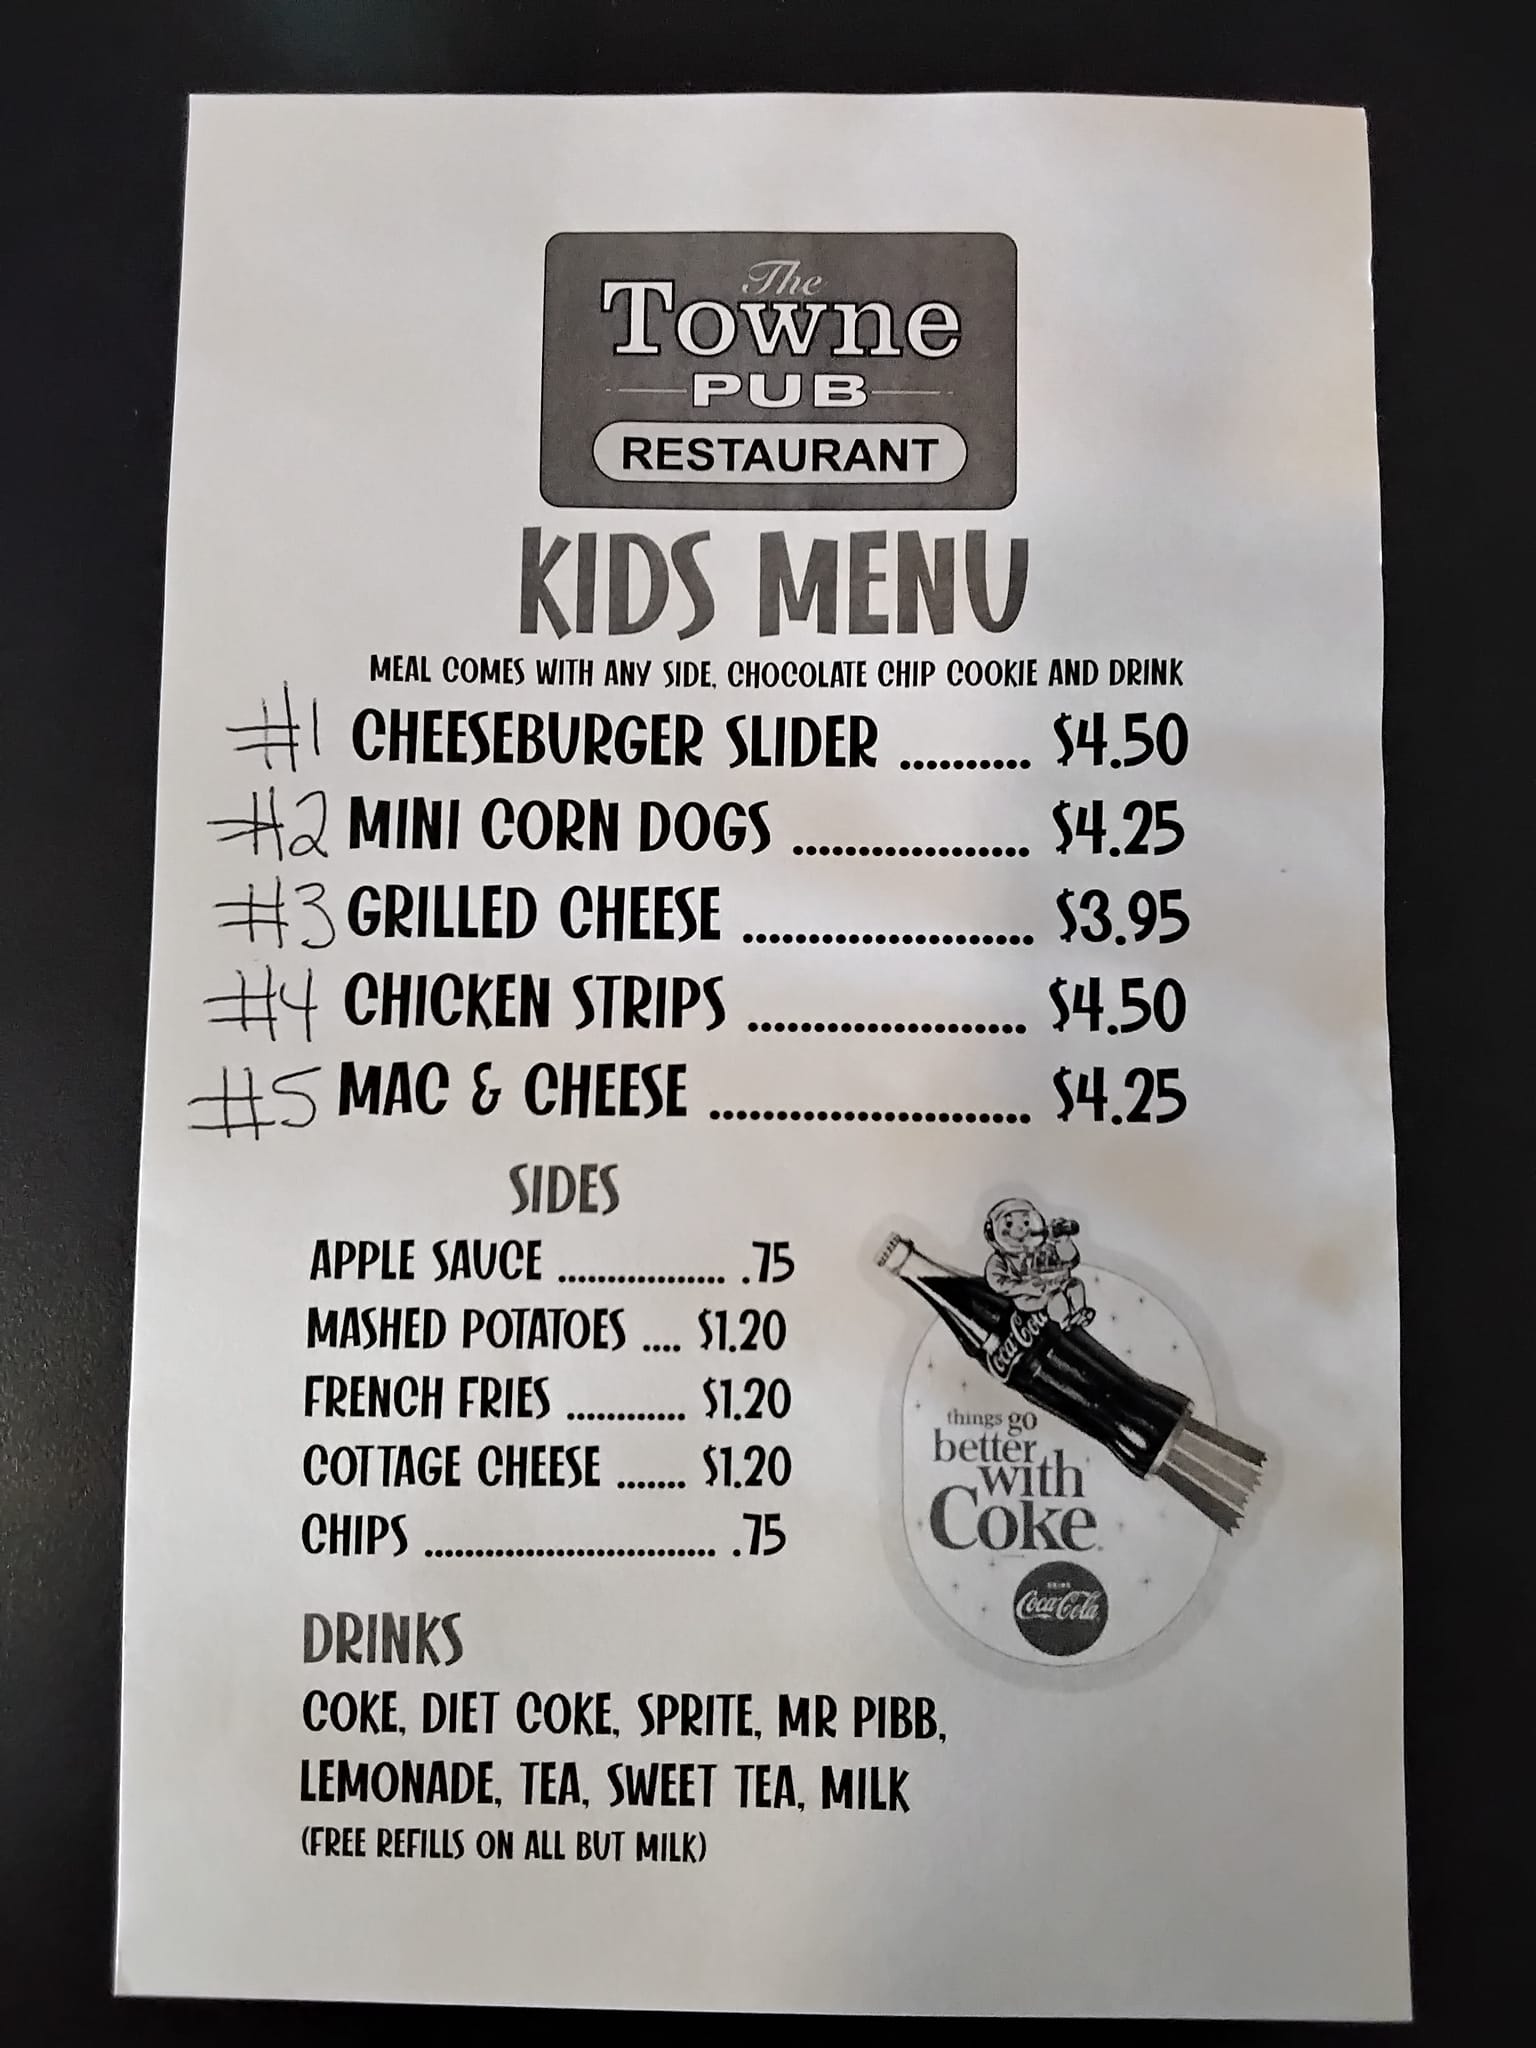 The
Towne
PUB
RESTAURANT
KIDS MENU
MEAL COMES WITH ANY SIDE, CHOCOLATE CHIP COOKIE AND DRINK
#1 CHEESEBURGER SLIDER .......... $4.50
#2 MINI CORN DOGS .................. $4.25
#3 GRILLED CHEESE ...................... $3.95
#4 CHICKEN STRIPS ..................... $4.50
#5 MAC & CHEESE ........................ $4.25
SIDES
APPLE SAUCE ................. .75
MASHED POTATOES .... $1.20
FRENCH FRIES ............ $1.20
COTTAGE CHEESE ....... $1.20
CHIPS ............................. .75
Coca-Cola
things go
better
with
Coke
DRINK
Coca-Cola
DRINKS
COKE, DIET COKE, SPRITE, MR PIBB,
LEMONADE, TEA, SWEET TEA, MILK
(FREE REFILLS ON ALL BUT MILK)